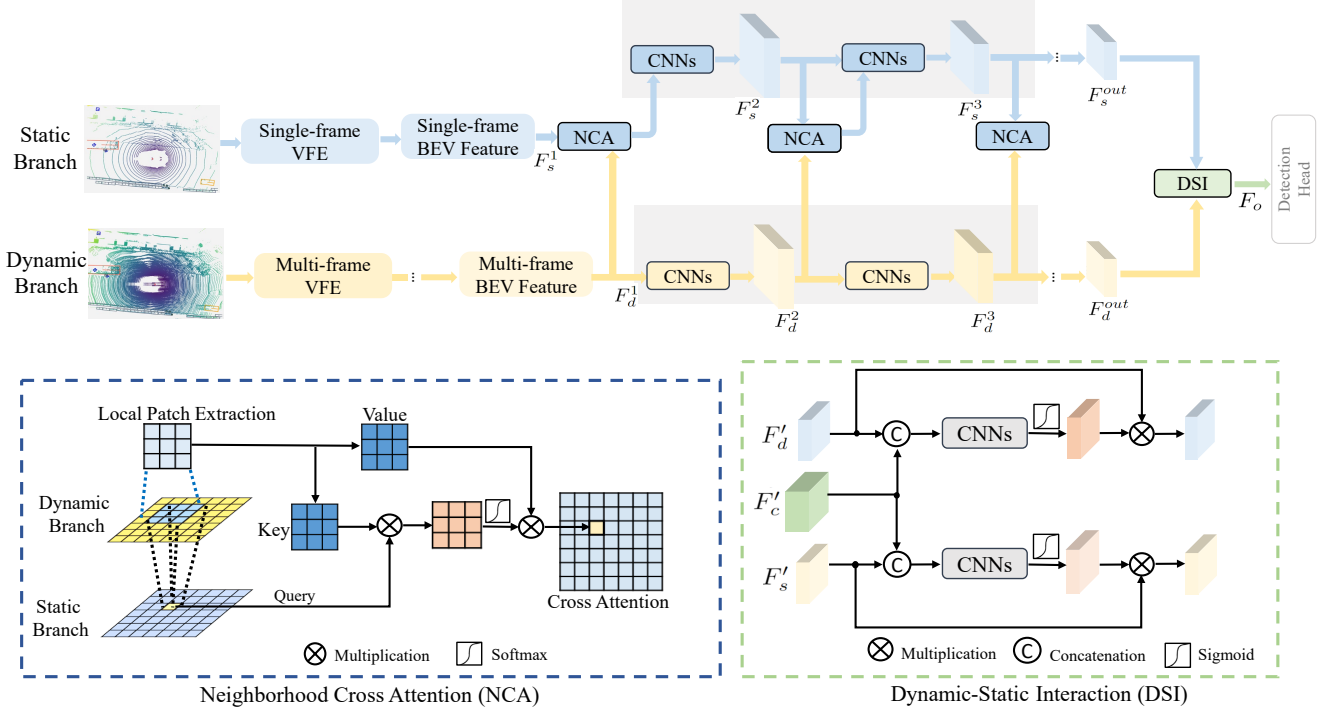 CNNs
CNNs
F_s^2
F_s^3
F_s^{out}
Static
Branch
Single-frame
VFE
Single-frame
BEV Feature
F_s^1
NCA
NCA
NCA
DSI
F_o
Detection
Head
Dynamic
Branch
Multi-frame
VFE
Multi-frame
BEV Feature
F_d^1
CNNs
CNNs
F_d^2
F_d^3
F_d^{out}
Local Patch Extraction
Value
Dynamic
Branch
Key
Static
Branch
Query
Cross Attention
Multiplication
Softmax
Neighborhood Cross Attention (NCA)
F'_d
C
CNNs
F'_c
F'_s
C
CNNs
Multiplication
C
Concatenation
Sigmoid
Dynamic-Static Interaction (DSI)